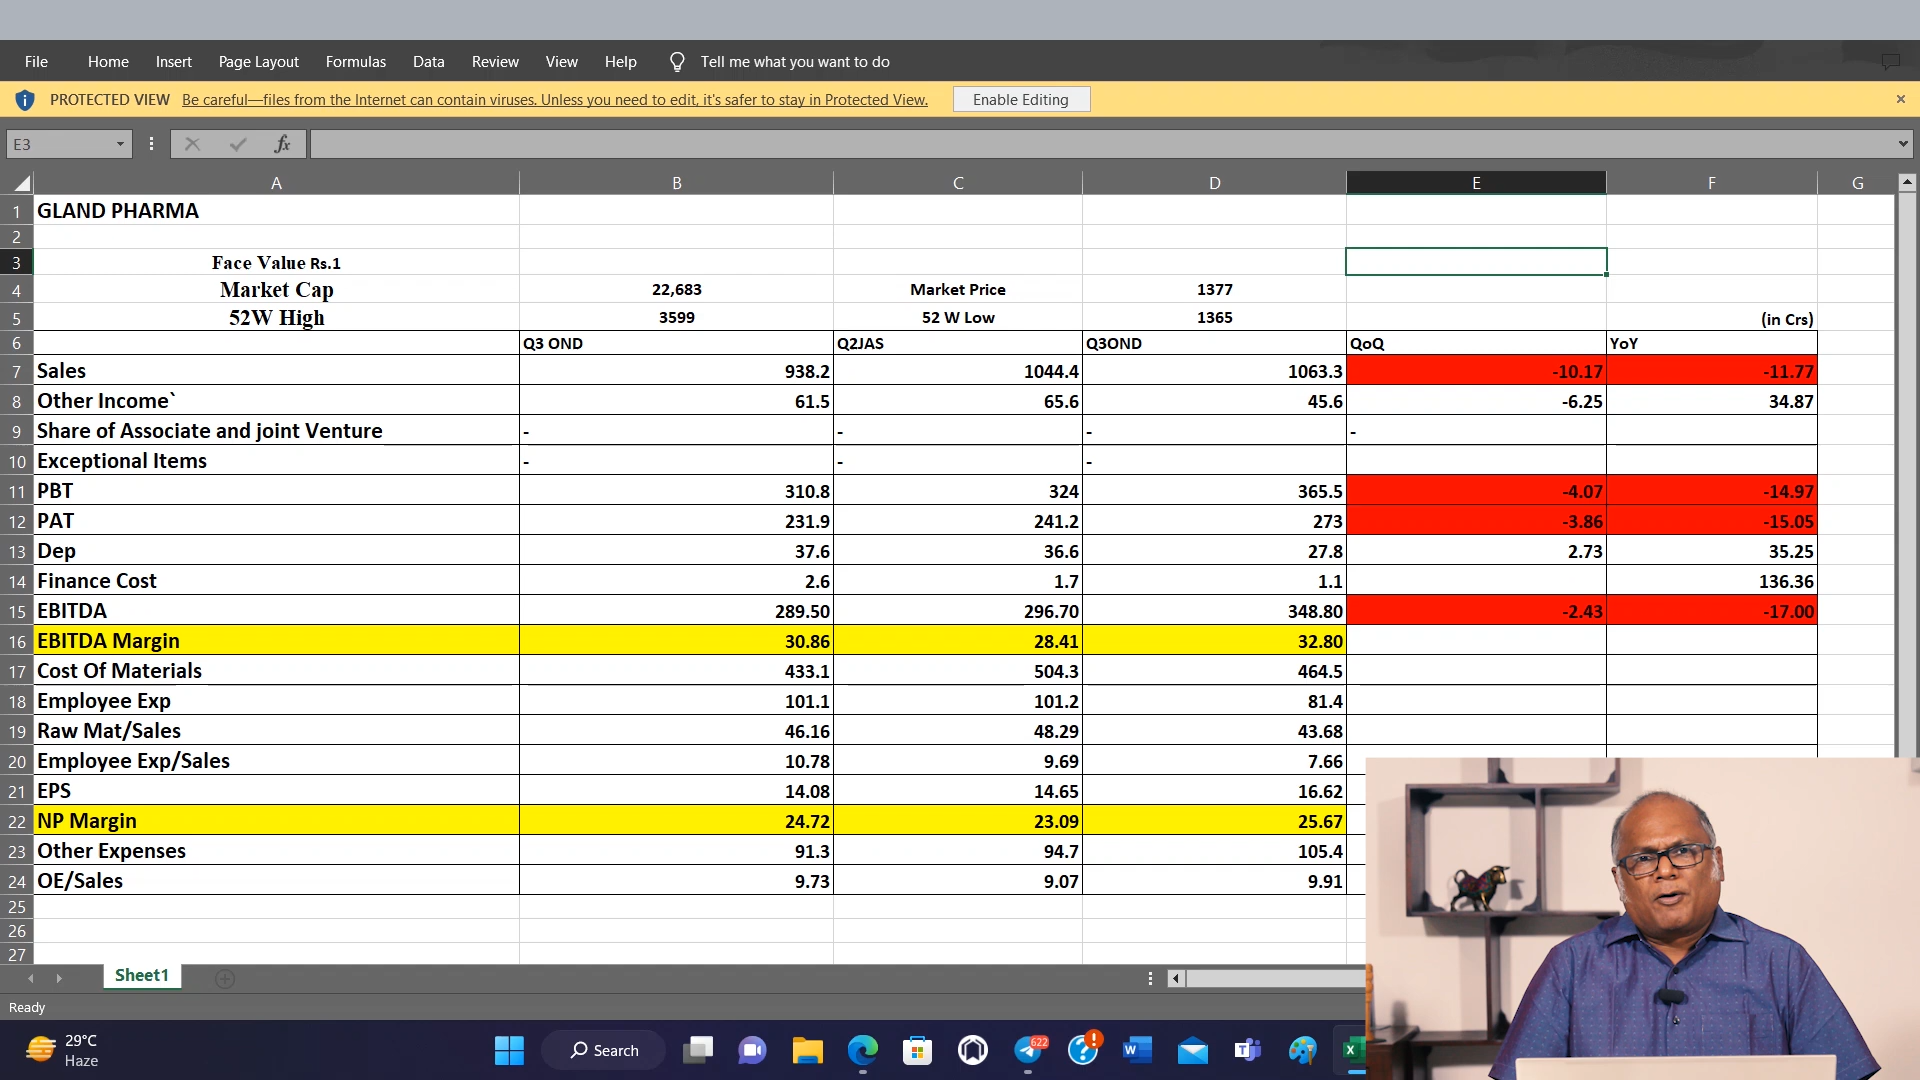 File Home Insert Page Layout Formulas Data Review View Help Tell me what you want to do
PROTECTED VIEW Be careful—files from the Internet can contain viruses. Unless you need to edit, it's safer to stay in Protected View. Enable Editing
E3 fx
A B C D E F G
1 GLAND PHARMA
2
3 Face Value Rs.1
4 Market Cap 22,683 Market Price 1377
5 52W High 3599 52 W Low 1365 (in Crs)
6 Q3 OND Q2JAS Q3OND QoQ YoY
7 Sales 938.2 1044.4 1063.3 -10.17 -11.77
8 Other Income` 61.5 65.6 45.6 -6.25 34.87
9 Share of Associate and joint Venture - - - -
10 Exceptional Items - - -
11 PBT 310.8 324 365.5 -4.07 -14.97
12 PAT 231.9 241.2 273 -3.86 -15.05
13 Dep 37.6 36.6 27.8 2.73 35.25
14 Finance Cost 2.6 1.7 1.1 136.36
15 EBITDA 289.50 296.70 348.80 -2.43 -17.00
16 EBITDA Margin 30.86 28.41 32.80
17 Cost Of Materials 433.1 504.3 464.5
18 Employee Exp 101.1 101.2 81.4
19 Raw Mat/Sales 46.16 48.29 43.68
20 Employee Exp/Sales 10.78 9.69 7.66
21 EPS 14.08 14.65 16.62
22 NP Margin 24.72 23.09 25.67
23 Other Expenses 91.3 94.7 105.4
24 OE/Sales 9.73 9.07 9.91
25
26
27
Sheet1
Ready
29°C
Haze
Search
622